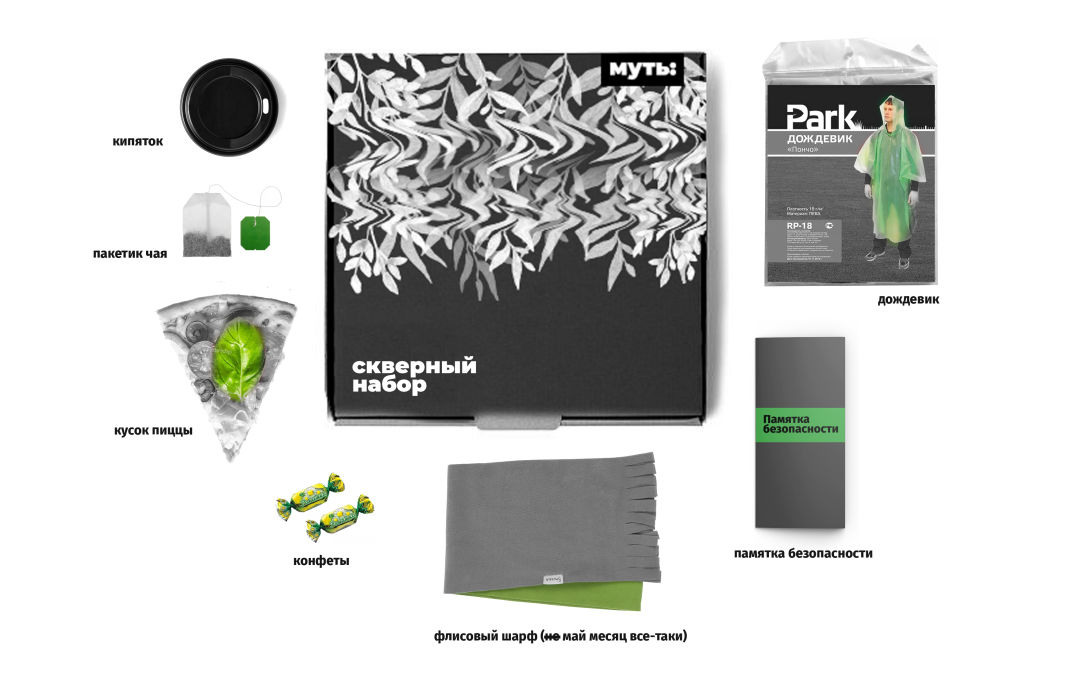 муть:
Park
ДОЖДЕВИК
«Пончо»
кипяток
пакетик чая
RP-18
дождевик
скверный
набор
кусок пиццы
Памятка
безопасности
памятка безопасности
конфеты
флисовый шарф (не май месяц все-таки)